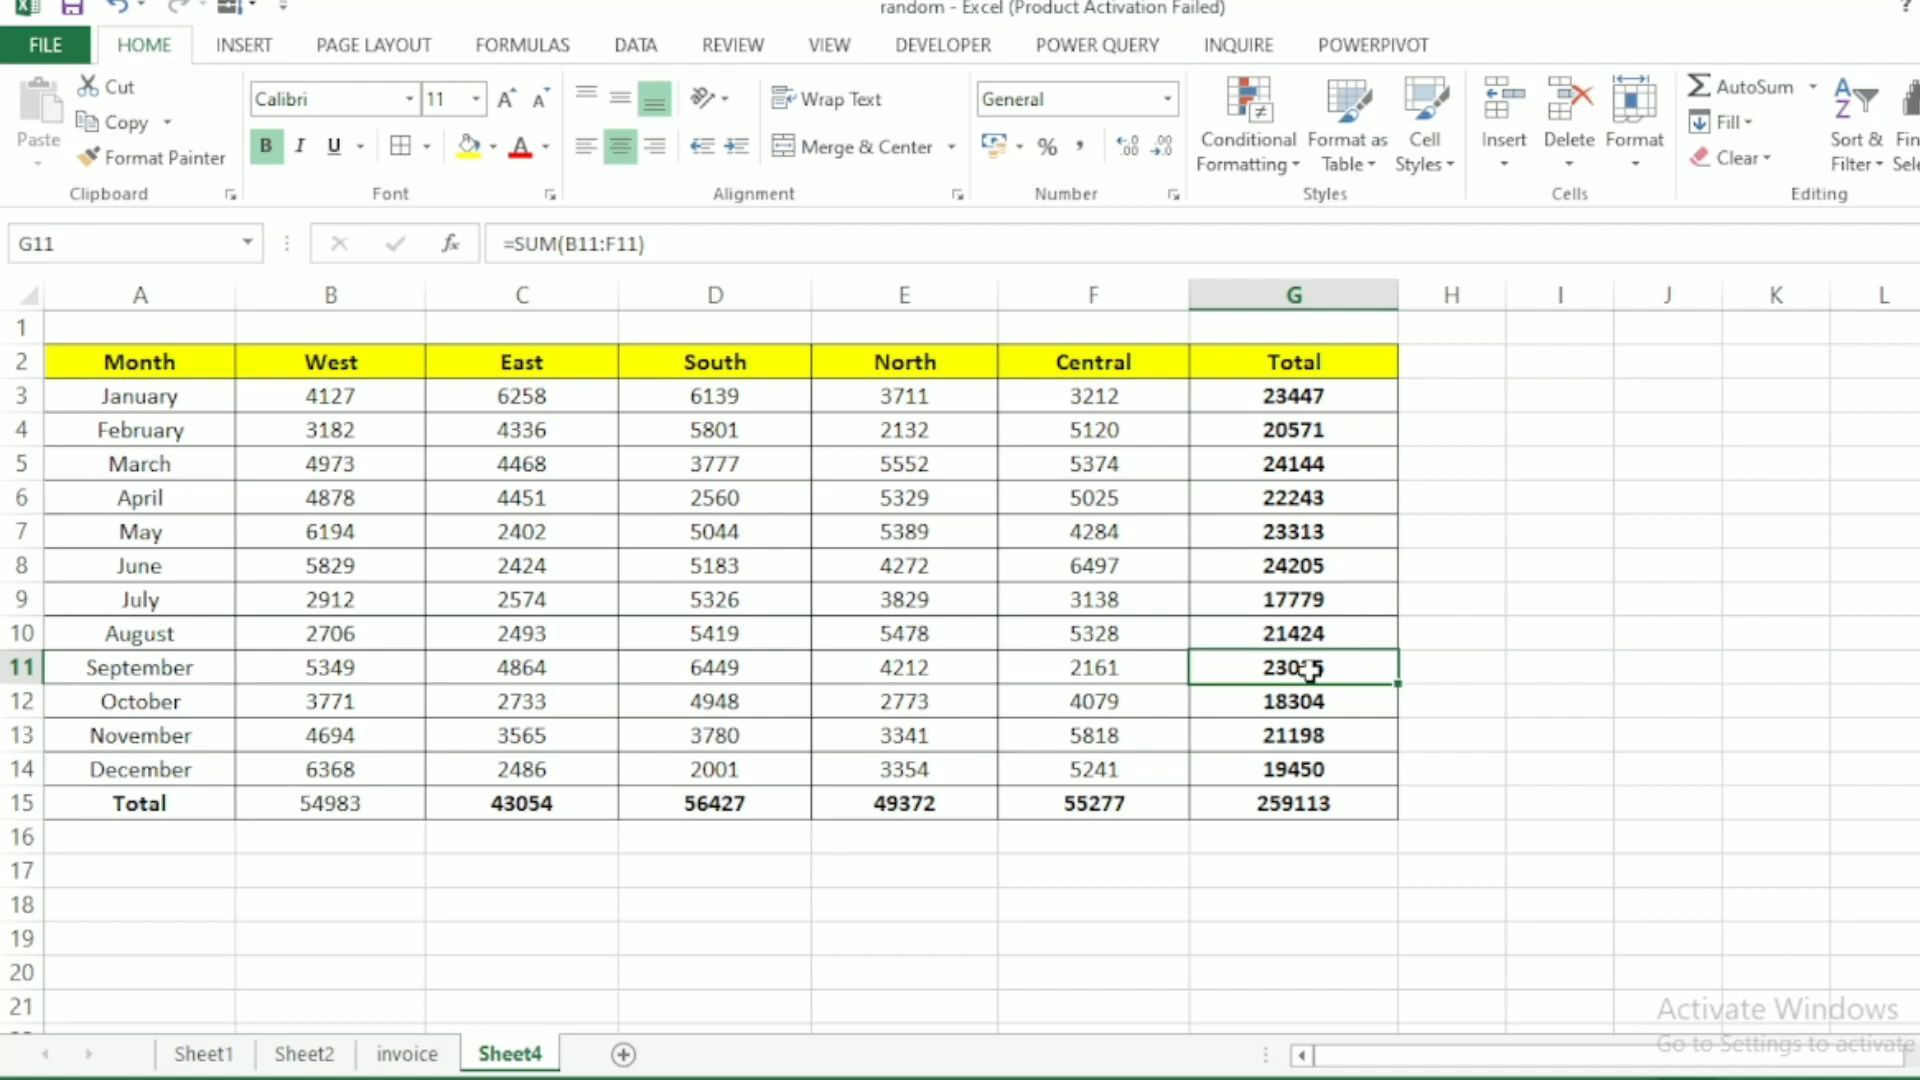 random - Excel (Product Activation Failed)
?
FILE HOME INSERT PAGE LAYOUT FORMULAS DATA REVIEW VIEW DEVELOPER POWER QUERY INQUIRE POWERPIVOT
Paste
Cut
Copy
Format Painter
Clipboard
Calibri 11
B I U
Font
Wrap Text
Merge & Center
Alignment
General
%
Number
Conditional Formatting
Format as Table
Cell Styles
Styles
Insert Delete Format
Cells
AutoSum
Fill
Clear
Sort & Filter
Editing
G11 fx =SUM(B11:F11)
A B C D E F G H I J K L
1
2 Month West East South North Central Total
3 January 4127 6258 6139 3711 3212 23447
4 February 3182 4336 5801 2132 5120 20571
5 March 4973 4468 3777 5552 5374 24144
6 April 4878 4451 2560 5329 5025 22243
7 May 6194 2402 5044 5389 4284 23313
8 June 5829 2424 5183 4272 6497 24205
9 July 2912 2574 5326 3829 3138 17779
10 August 2706 2493 5419 5478 5328 21424
11 September 5349 4864 6449 4212 2161
12 October 3771 2733 4948 2773 4079 18304
13 November 4694 3565 3780 3341 5818 21198
14 December 6368 2486 2001 3354 5241 19450
15 Total 54983 43054 56427 49372 55277 259113
16
17
18
19
20
21
Activate Windows
Go to Settings to activate
Sheet1 Sheet2 invoice Sheet4